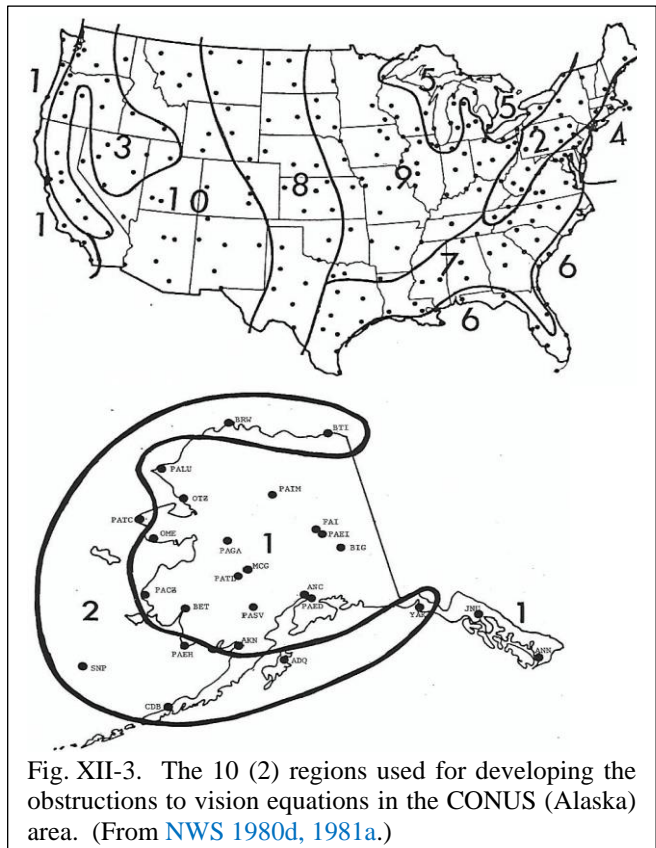 1
5
5
3
2
4
10
8
9
1
7
6
6
BRW
BTI
PALU
OTZ
PATM
PATC
OME
FAI
PAEI
PAGA
1
BIG
MCG
PATL
PACZ
ANC
PAED
2
BET
PASV
YAK
JNU
1
PAEH
AKN
ANN
SNP
ADQ
CDB
Fig. XII-3. The 10 (2) regions used for developing the
obstructions to vision equations in the CONUS (Alaska)
area. (From NWS 1980d, 1981a.)